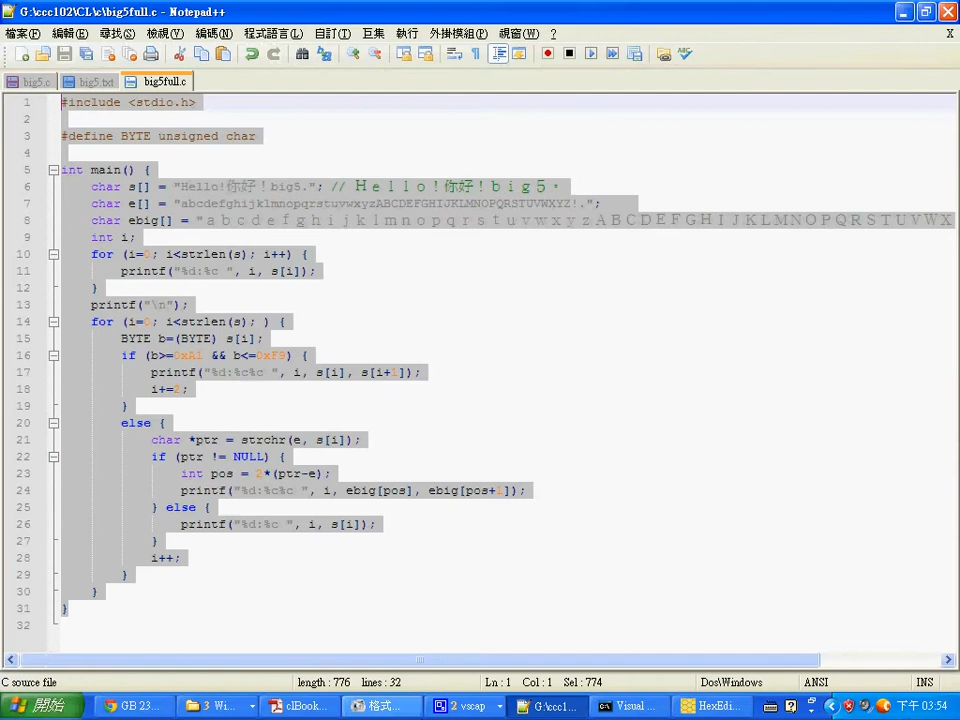 G:\ccc102\CL\c\big5full.c - Notepad++
檔案(F) 編輯(E) 尋找(S) 檢視(V) 編碼(N) 程式語言(L) 自訂(T) 巨集 執行 外掛模組(P) 視窗(W) ? X
big5.c big5.txt big5full.c
1 #include <stdio.h>
2
3 #define BYTE unsigned char
4
5 int main() {
6 char s[] = "Hello!你好！big5."; // Ｈｅｌｌｏ！你好！ｂｉｇ５。
7 char e[] = "abcdefghijklmnopqrstuvwxyzABCDEFGHIJKLMNOPQRSTUVWXYZ!.";
8 char ebig[] = "ａｂｃｄｅｆｇｈｉｊｋｌｍｎｏｐｑｒｓｔｕｖｗｘｙｚＡＢＣＤＥＦＧＨＩＪＫＬＭＮＯＰＱＲＳＴＵＶＷＸ
9 int i;
10 for (i=0; i<strlen(s); i++) {
11 printf("%d:%c ", i, s[i]);
12 }
13 printf("\n");
14 for (i=0; i<strlen(s); ) {
15 BYTE b=(BYTE) s[i];
16 if (b>=0xA1 && b<=0xF9) {
17 printf("%d:%c%c ", i, s[i], s[i+1]);
18 i+=2;
19 }
20 else {
21 char *ptr = strchr(e, s[i]);
22 if (ptr != NULL) {
23 int pos = 2*(ptr-e);
24 printf("%d:%c%c ", i, ebig[pos], ebig[pos+1]);
25 } else {
26 printf("%d:%c ", i, s[i]);
27 }
28 i++;
29 }
30 }
31 }
32
C source file length : 776 lines : 32 Ln : 1 Col : 1 Sel : 774 Dos\Windows ANSI INS
開始 GB 23... 3 Wi... clBook... 格式... 2 vscap G:\ccc1... Visual ... HexEdi... 下午 03:54